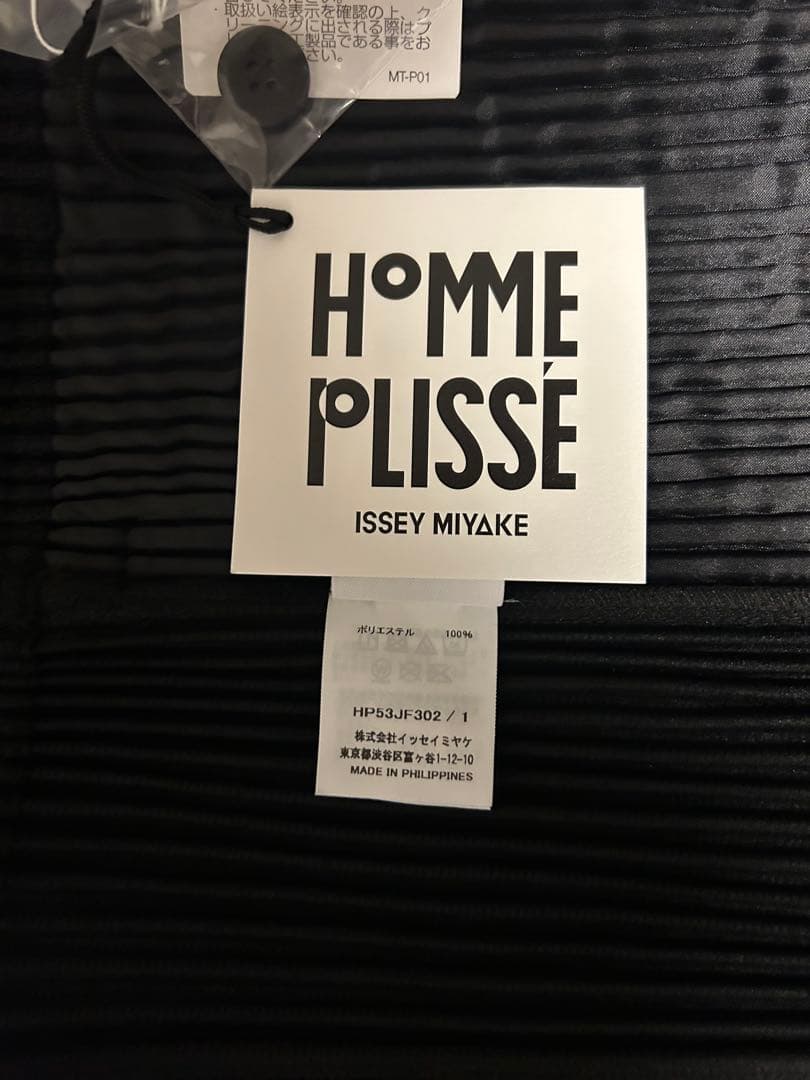 ・取扱い絵表示を確認の上、ク
リーニングに出される際はプ
製品である事をお
さい。
MT-P01
HOMME
PLISSÉ
ISSEY MIYAKE
ポリエステル 100%
HP53JF302 / 1
株式会社イッセイミヤケ
東京都渋谷区富ヶ谷1-12-10
MADE IN PHILIPPINES